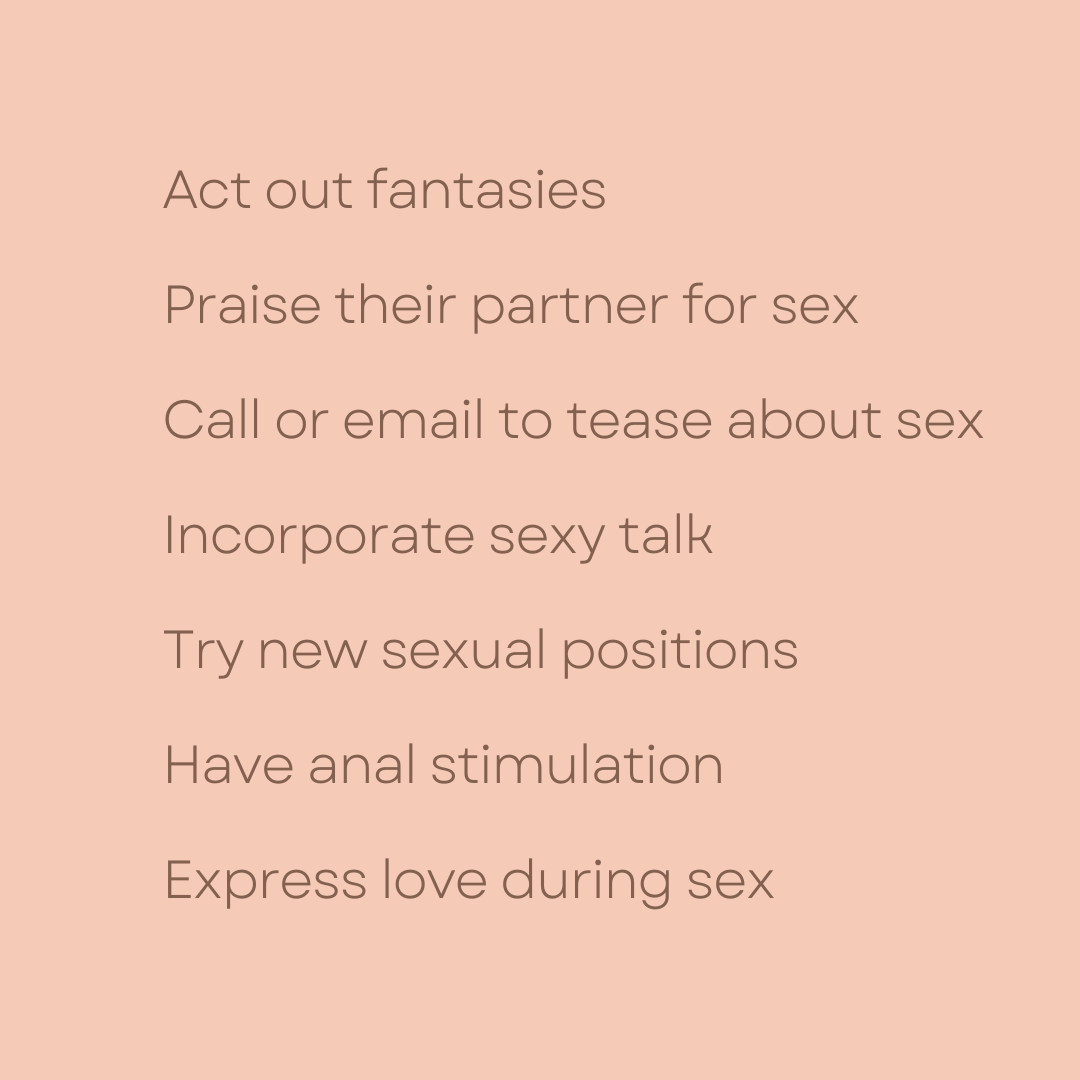 Act out fantasies
Praise their partner for sex
Call or email to tease about sex
Incorporate sexy talk
Try new sexual positions
Have anal stimulation
Express love during sex